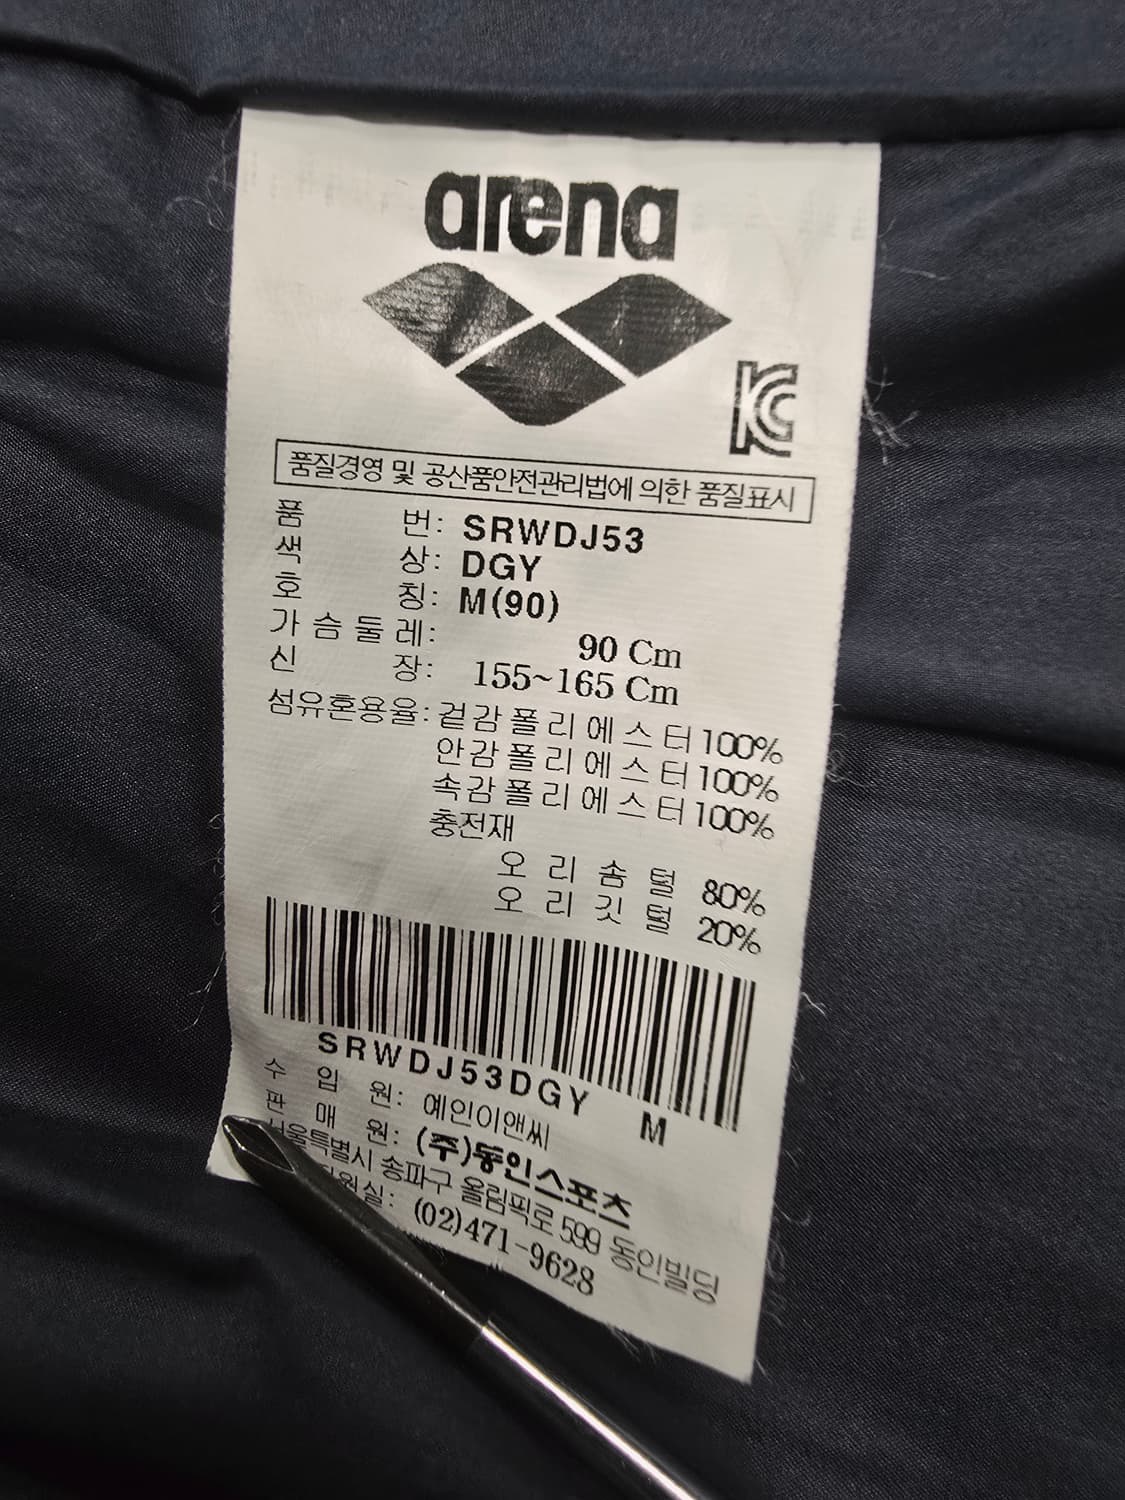 arena
KC
품질경영 및 공산품안전관리법에 의한 품질표시
품 번: SRWDJ53
색 상: DGY
호 칭: M(90)
가슴둘레: 90 Cm
신 장: 155~165 Cm
섬유혼용율: 겉감폴리에스터100%
안감폴리에스터100%
속감폴리에스터100%
충전재
오리솜털 80%
오리깃털 20%
SRWDJ53DGY M
수 입 원: 예인이앤씨
판 매 원: (주)동인스포츠
서울특별시 송파구 올림픽로 599 동인빌딩
(02)471-9628